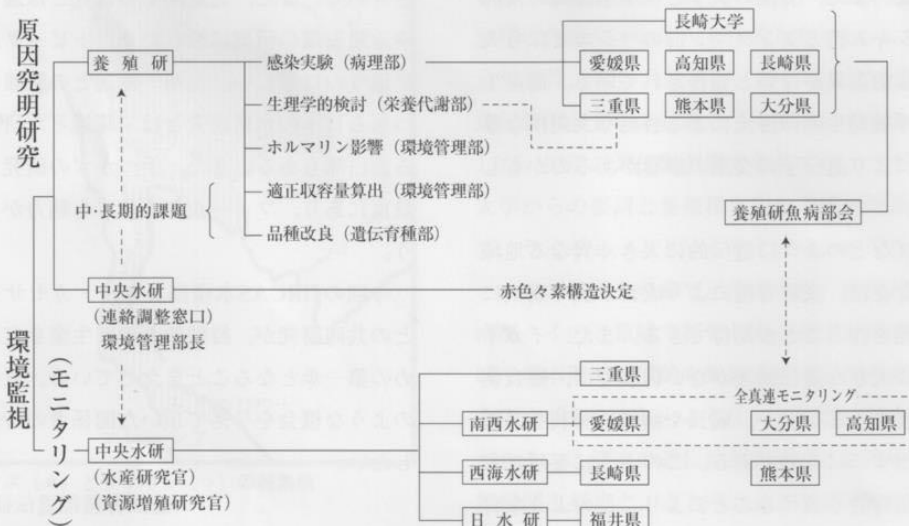 原因究明研究
養殖研
感染実験（病理部）
生理学的検討（栄養代謝部）
ホルマリン影響（環境管理部）
中・長期的課題
適正収容量算出（環境管理部）
品種改良（遺伝育種部）
長崎大学
愛媛県 高知県 長崎県
三重県 熊本県 大分県
養殖研魚病部会
中央水研
（連絡調整窓口）
環境管理部長
赤色々素構造決定
環境監視
（モニタリング）
中央水研
（水産研究官）
（資源増殖研究官）
三重県
全真連モニタリング
南西水研 愛媛県 大分県 高知県
西海水研 長崎県 熊本県
日水研 福井県